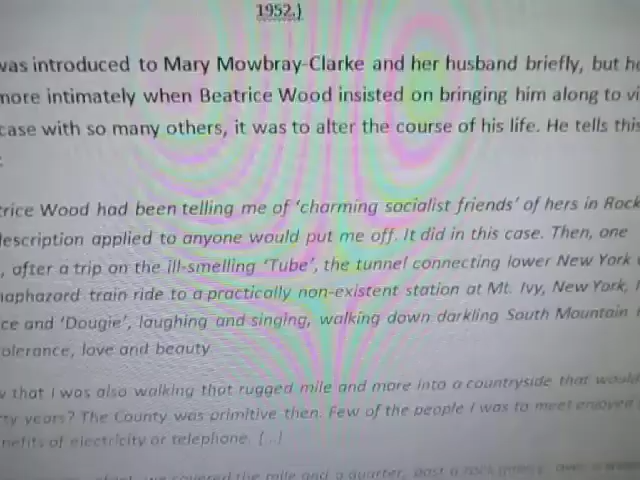 1952.)
was introduced to Mary Mowbray-Clarke and her husband briefly, but he
more intimately when Beatrice Wood insisted on bringing him along to vi
case with so many others, it was to alter the course of his life. He tells this
:
trice Wood had been telling me of 'charming socialist friends' of hers in Rock
description applied to anyone would put me off. It did in this case. Then, one
, after a trip on the ill-smelling 'Tube', the tunnel connecting lower New York
haphazard train ride to a practically non-existent station at Mt. Ivy, New York,
ce and 'Dougie', laughing and singing, walking down darkling South Mountain
olerance, love and beauty.
w that I was also walking that rugged mile and more into a countryside that would
ty years? The County was primitive then. Few of the people I was to meet enjoyed
nefits of electricity or telephone. [..]
we covered the mile and a quarter, past a